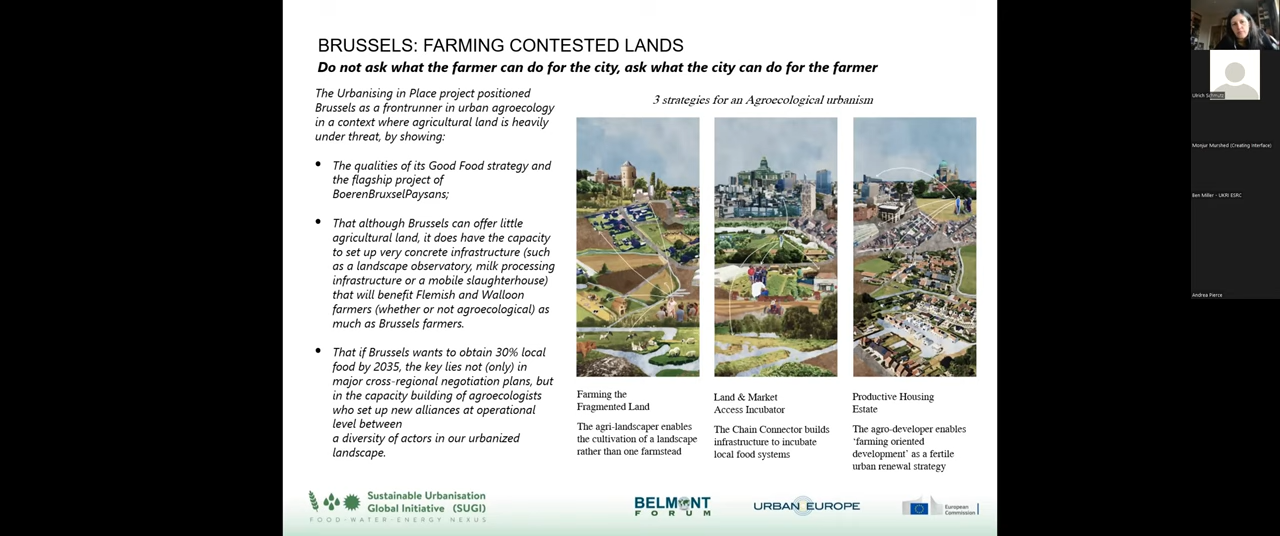 BRUSSELS: FARMING CONTESTED LANDS
Do not ask what the farmer can do for the city, ask what the city can do for the farmer
The Urbanising in Place project positioned
Brussels as a frontrunner in urban agroecology
in a context where agricultural land is heavily
under threat, by showing:
• The qualities of its Good Food strategy and
the flagship project of
BoerenBruxselPaysans;
• That although Brussels can offer little
agricultural land, it does have the capacity
to set up very concrete infrastructure (such
as a landscape observatory, milk processing
infrastructure or a mobile slaughterhouse)
that will benefit Flemish and Walloon
farmers (whether or not agroecological) as
much as Brussels farmers.
• That if Brussels wants to obtain 30% local
food by 2035, the key lies not (only) in
major cross-regional negotiation plans, but
in the capacity building of agroecologists
who set up new alliances at operational
level between
a diversity of actors in our urbanized
landscape.
3 strategies for an Agroecological urbanism
Farming the
Fragmented Land
The agri-landscaper enables
the cultivation of a landscape
rather than one farmstead
Land & Market
Access Incubator
The Chain Connector builds
infrastructure to incubate
local food systems
Productive Housing
Estate
The agro-developer enables
‘farming oriented
development’ as a fertile
urban renewal strategy
Sustainable Urbanisation
Global Initiative (SUGI)
FOOD-WATER-ENERGY NEXUS
BELMONT
FORUM
URBAN EUROPE
European
Commission
Ulrich Schmutz
Monjur Murshed (Creating Interface)
Ben Miller - UKRI ESRC
Andrea Pierce